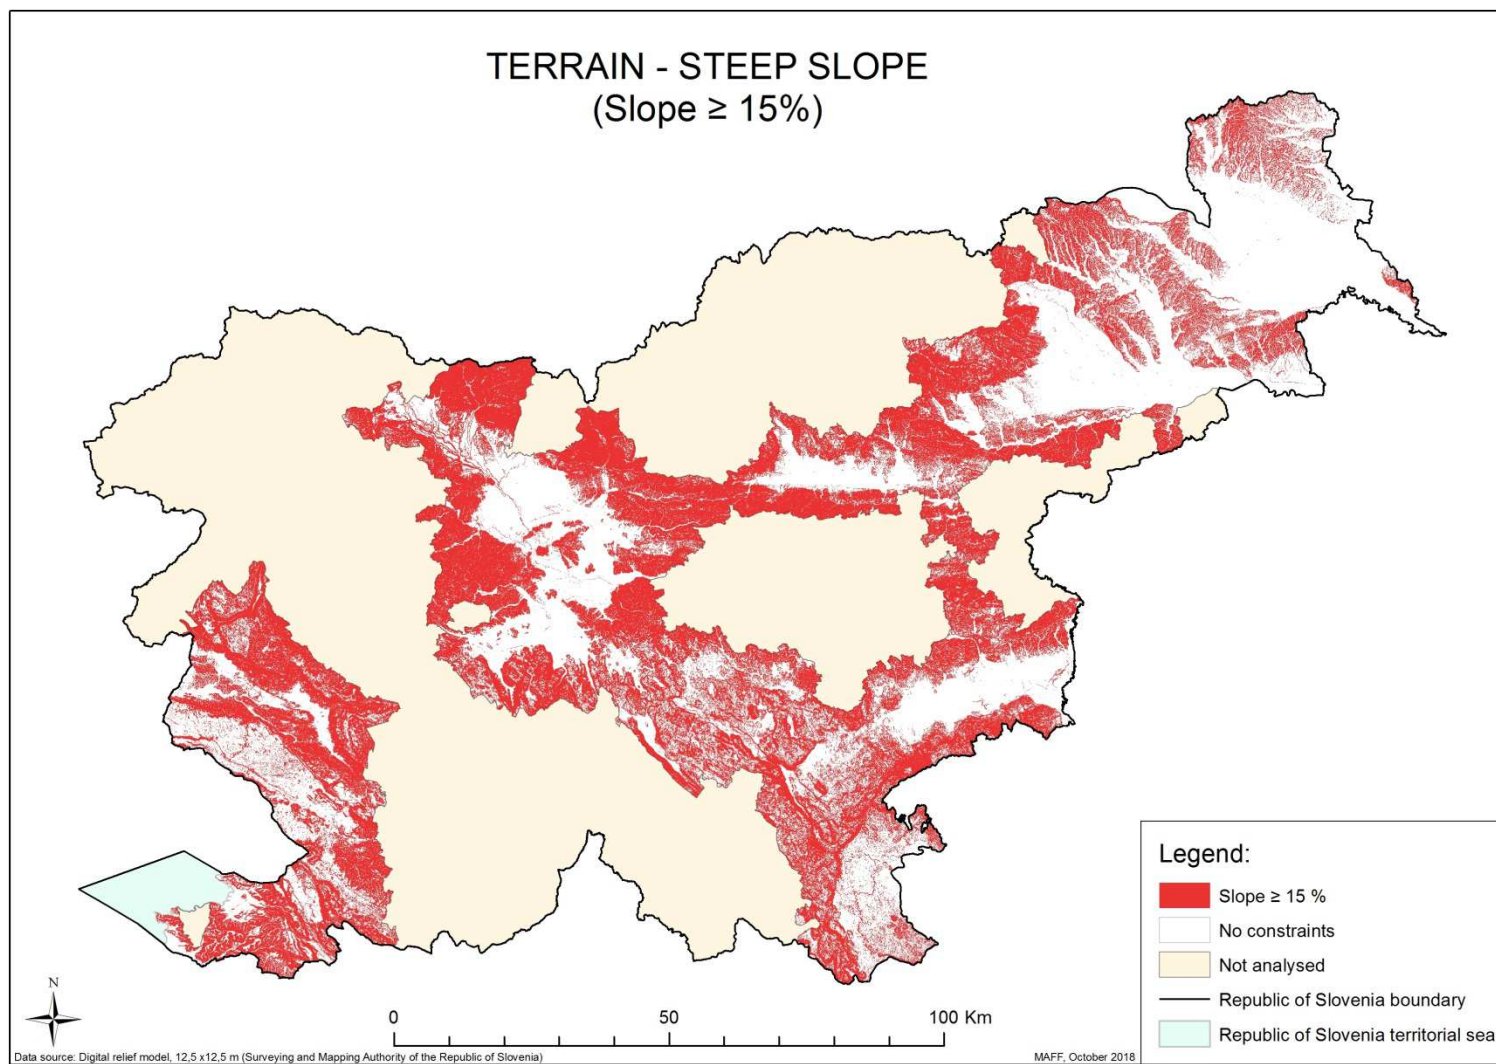 TERRAIN - STEEP SLOPE
(Slope ≥ 15%)
Legend:
Slope ≥ 15 %
No constraints
Not analysed
Republic of Slovenia boundary
Republic of Slovenia territorial sea
N
0 50 100 Km
Data source: Digital relief model, 12,5 x12,5 m (Surveying and Mapping Authority of the Republic of Slovenia)
MAFF, October 2018